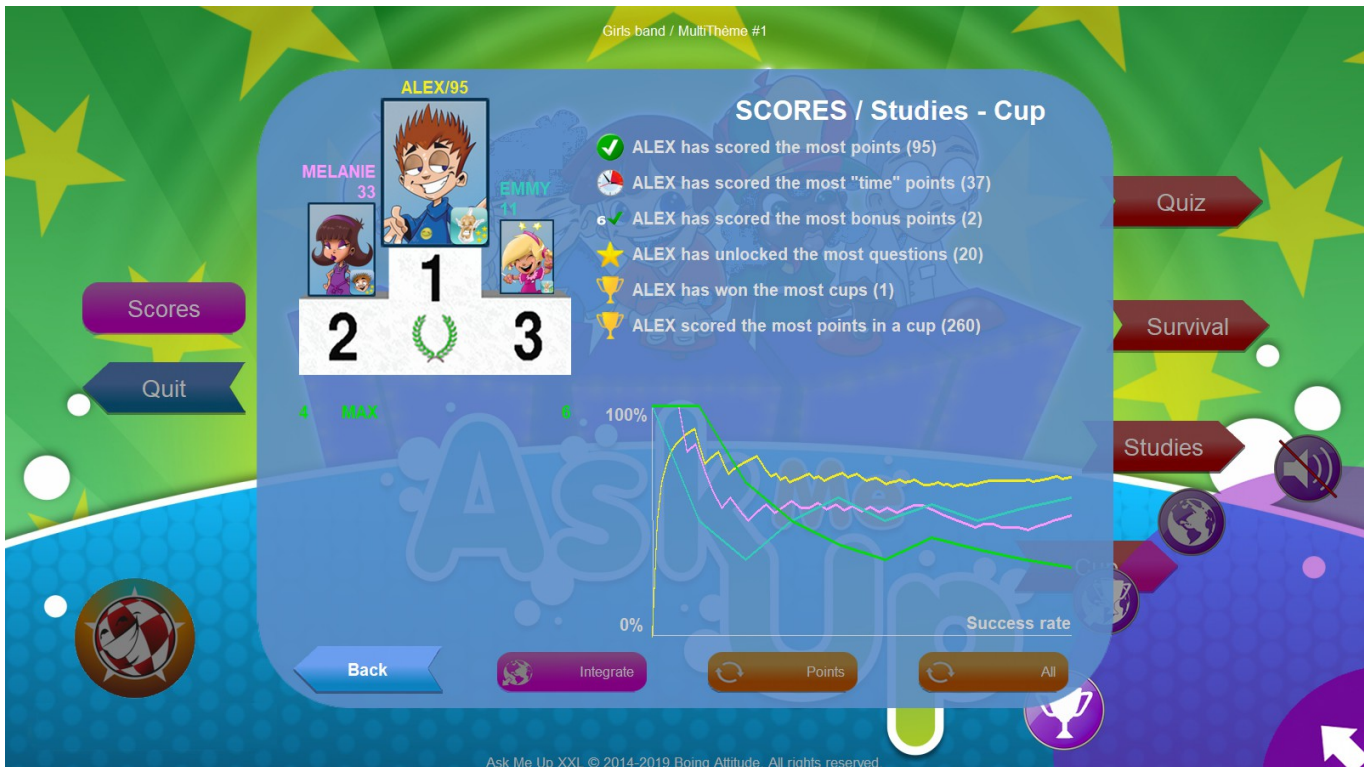 Girls band / MultiThème #1
ALEX/95
SCORES / Studies - Cup
ALEX has scored the most points (95)
MELANIE
33
ALEX has scored the most "time" points (37)
EMMY
11
6
ALEX has scored the most bonus points (2)
ALEX has unlocked the most questions (20)
ALEX has won the most cups (1)
ALEX scored the most points in a cup (260)
1
2
3
Scores
Quit
Quiz
Survival
Studies
Cup
4 MAX 6
100%
Ask Me Up
0%
Success rate
Back
Integrate
Points
All
Ask Me Up XXL © 2014-2019 Boing Attitude. All rights reserved